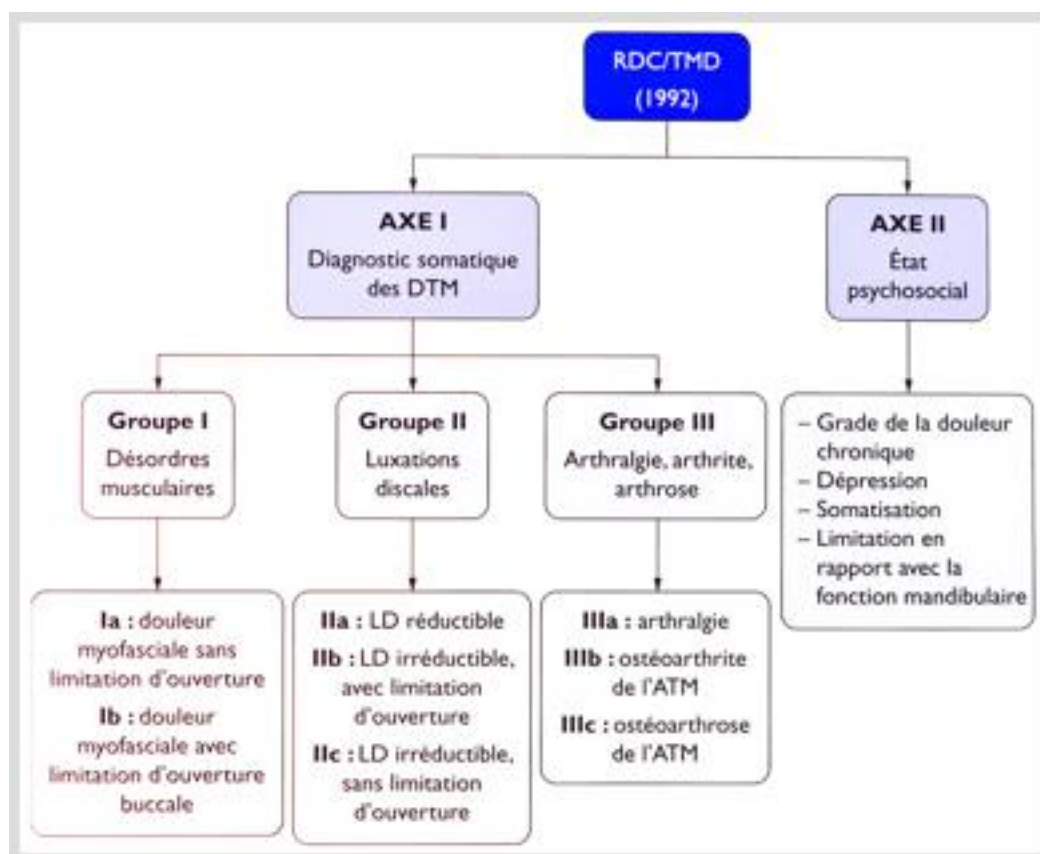 RDC/TMD
(1992)
AXE I
Diagnostic somatique
des DTM
AXE II
État
psychosocial
Groupe I
Désordres
musculaires
Groupe II
Luxations
discales
Groupe III
Arthralgie, arthrite,
arthrose
– Grade de la douleur
chronique
– Dépression
– Somatisation
– Limitation en
rapport avec la
fonction mandibulaire
Ia : douleur
myofasciale sans
limitation d'ouverture
Ib : douleur
myofasciale avec
limitation d'ouverture
buccale
IIa : LD réductible
IIb : LD irréductible,
avec limitation
d'ouverture
IIc : LD irréductible,
sans limitation
d'ouverture
IIIa : arthralgie
IIIb : ostéoarthrite
de l'ATM
IIIc : ostéoarthrose
de l'ATM